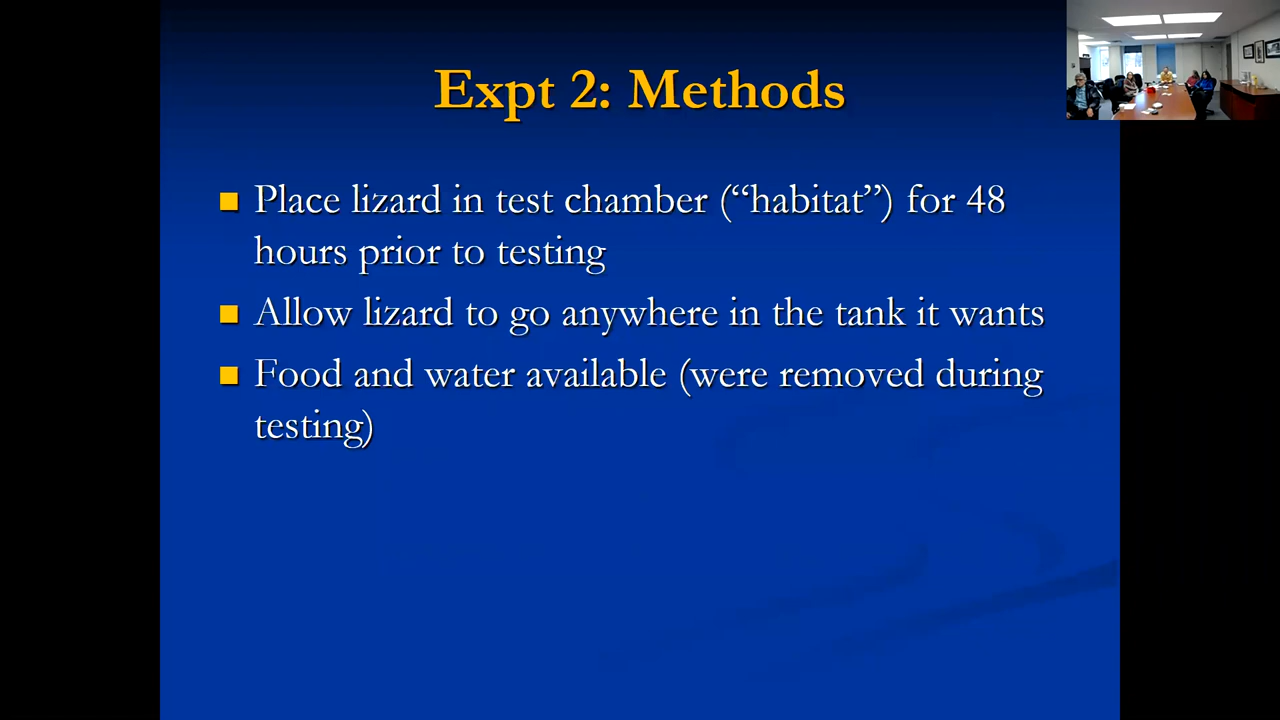 Expt 2: Methods
Place lizard in test chamber (“habitat”) for 48
hours prior to testing
Allow lizard to go anywhere in the tank it wants
Food and water available (were removed during
testing)